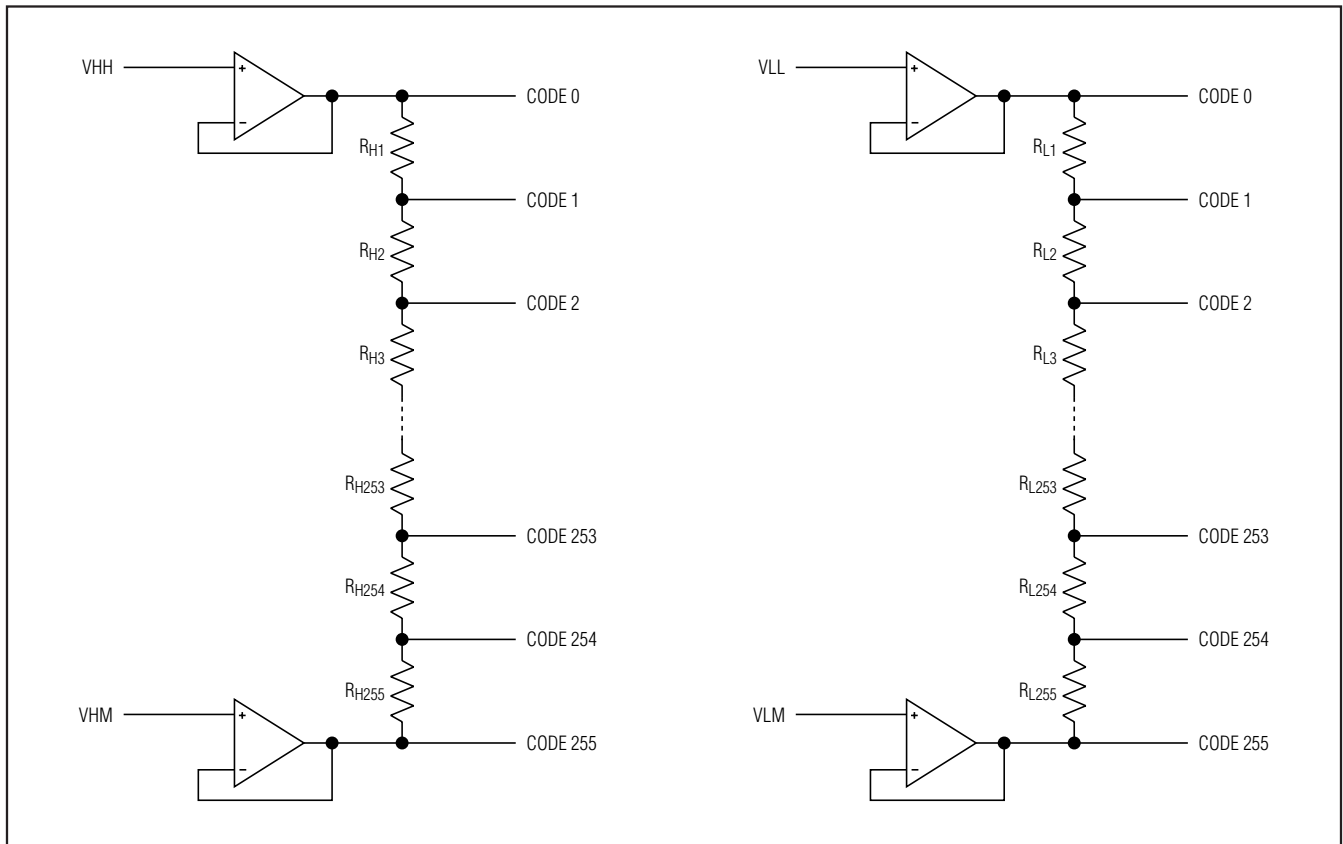 VHH
+
−
CODE 0
RH1
CODE 1
RH2
CODE 2
RH3
RH253
CODE 253
RH254
CODE 254
RH255
VHM
+
−
CODE 255
VLL
+
−
CODE 0
RL1
CODE 1
RL2
CODE 2
RL3
RL253
CODE 253
RL254
CODE 254
RL255
VLM
+
−
CODE 255